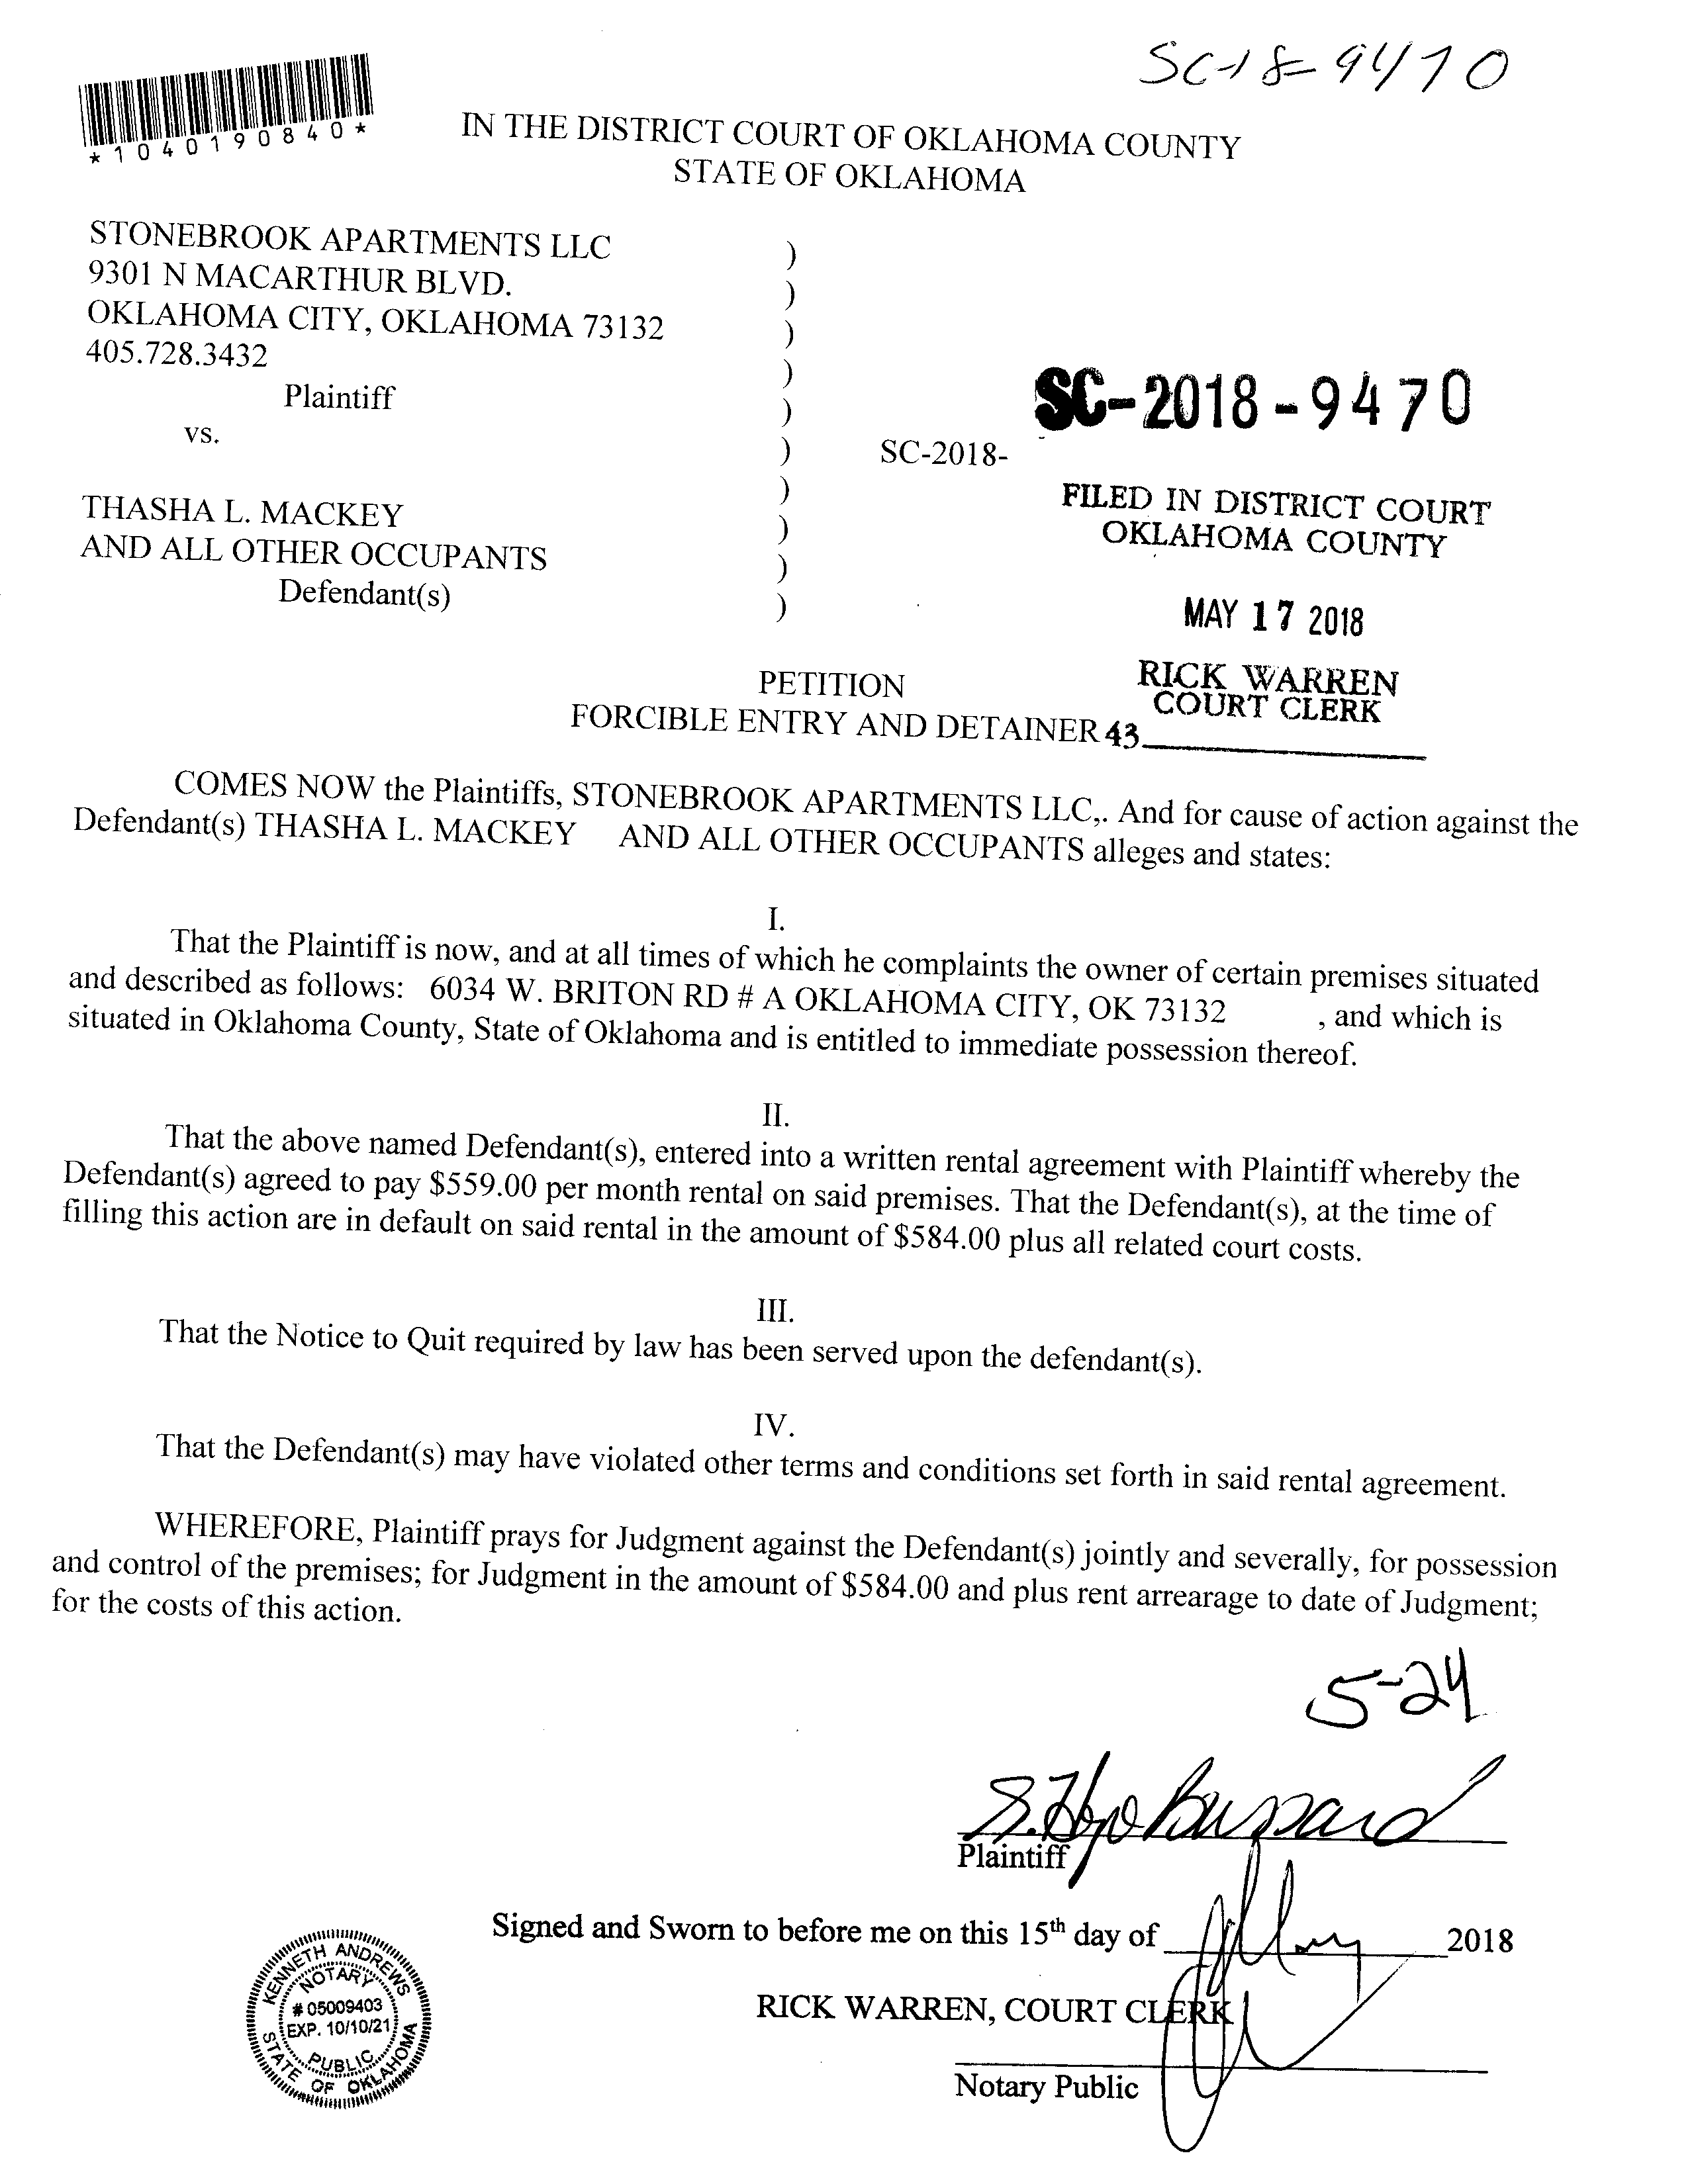 SC-18-9470
*1040190840*
IN THE DISTRICT COURT OF OKLAHOMA COUNTY
STATE OF OKLAHOMA
STONEBROOK APARTMENTS LLC )
9301 N MACARTHUR BLVD. )
OKLAHOMA CITY, OKLAHOMA 73132 )
405.728.3432 )
Plaintiff )
vs. )
SC-2018-
SC-2018-9470
)
THASHA L. MACKEY )
AND ALL OTHER OCCUPANTS )
Defendant(s) )
FILED IN DISTRICT COURT
OKLAHOMA COUNTY
MAY 17 2018
RICK WARREN
COURT CLERK
43
PETITION
FORCIBLE ENTRY AND DETAINER
COMES NOW the Plaintiffs, STONEBROOK APARTMENTS LLC,. And for cause of action against the
Defendant(s) THASHA L. MACKEY AND ALL OTHER OCCUPANTS alleges and states:
I.
That the Plaintiff is now, and at all times of which he complaints the owner of certain premises situated
and described as follows: 6034 W. BRITON RD # A OKLAHOMA CITY, OK 73132 , and which is
situated in Oklahoma County, State of Oklahoma and is entitled to immediate possession thereof.
II.
That the above named Defendant(s), entered into a written rental agreement with Plaintiff whereby the
Defendant(s) agreed to pay $559.00 per month rental on said premises. That the Defendant(s), at the time of
filling this action are in default on said rental in the amount of $584.00 plus all related court costs.
III.
That the Notice to Quit required by law has been served upon the defendant(s).
IV.
That the Defendant(s) may have violated other terms and conditions set forth in said rental agreement.
WHEREFORE, Plaintiff prays for Judgment against the Defendant(s) jointly and severally, for possession
and control of the premises; for Judgment in the amount of $584.00 and plus rent arrearage to date of Judgment;
for the costs of this action.
5-24
S. Hope Bussard
Plaintiff
Signed and Sworn to before me on this 15th day of May 2018
RICK WARREN, COURT CLERK
Notary Public
KENNETH ANDREWS
NOTARY
# 05009403
EXP. 10/10/21
PUBLIC
STATE OF OKLAHOMA